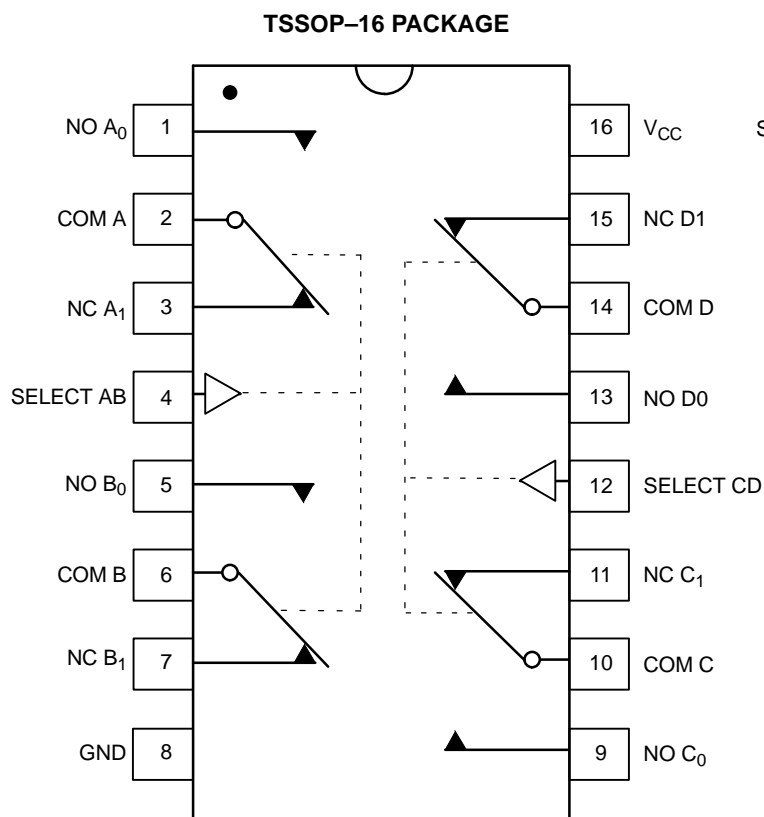 TSSOP–16 PACKAGE
NO A0 1
COM A 2
NC A1 3
SELECT AB 4
NO B0 5
COM B 6
NC B1 7
GND 8
16 VCC
S
15 NC D1
14 COM D
13 NO D0
12 SELECT CD
11 NC C1
10 COM C
9 NO C0